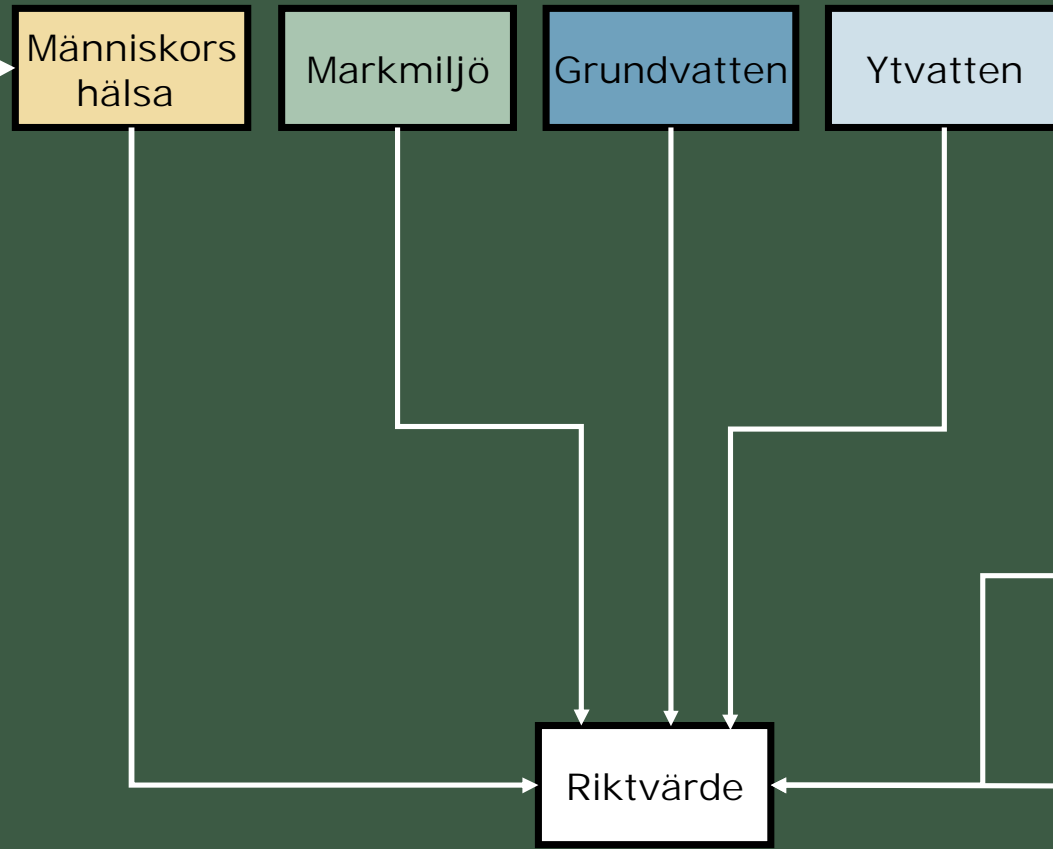 Människors
hälsa
Markmiljö
Grundvatten
Ytvatten
Riktvärde